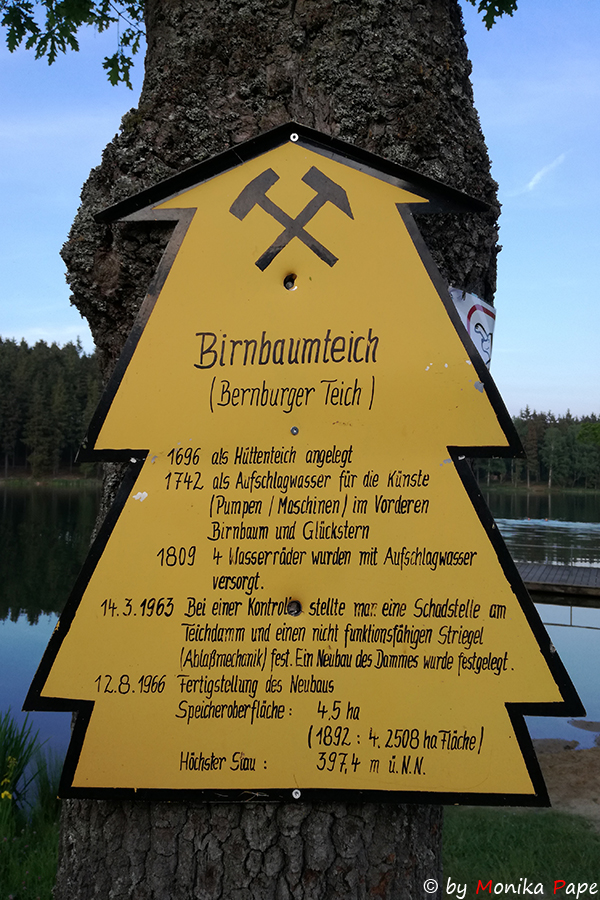 Birnbaumteich
(Bernburger Teich)
1696 als Hüttenteich angelegt
1742 als Aufschlagwasser für die Künste
(Pumpen / Maschinen) im Vorderen
Birnbaum und Glückstern
1809 4 Wasserräder wurden mit Aufschlagwasser
versorgt.
14.3.1963 Bei einer Kontrolle stellte man eine Schadstelle am
Teichdamm und einen nicht funktionsfähigen Striegel
(Ablaßmechanik) fest. Ein Neubau des Dammes wurde festgelegt.
12.8.1966 Fertigstellung des Neubaus
Speicheroberfläche: 4,5 ha
(1892: 4.2508 ha Fläche)
Höchster Stau: 397,4 m ü.N.N.
© by Monika Pape